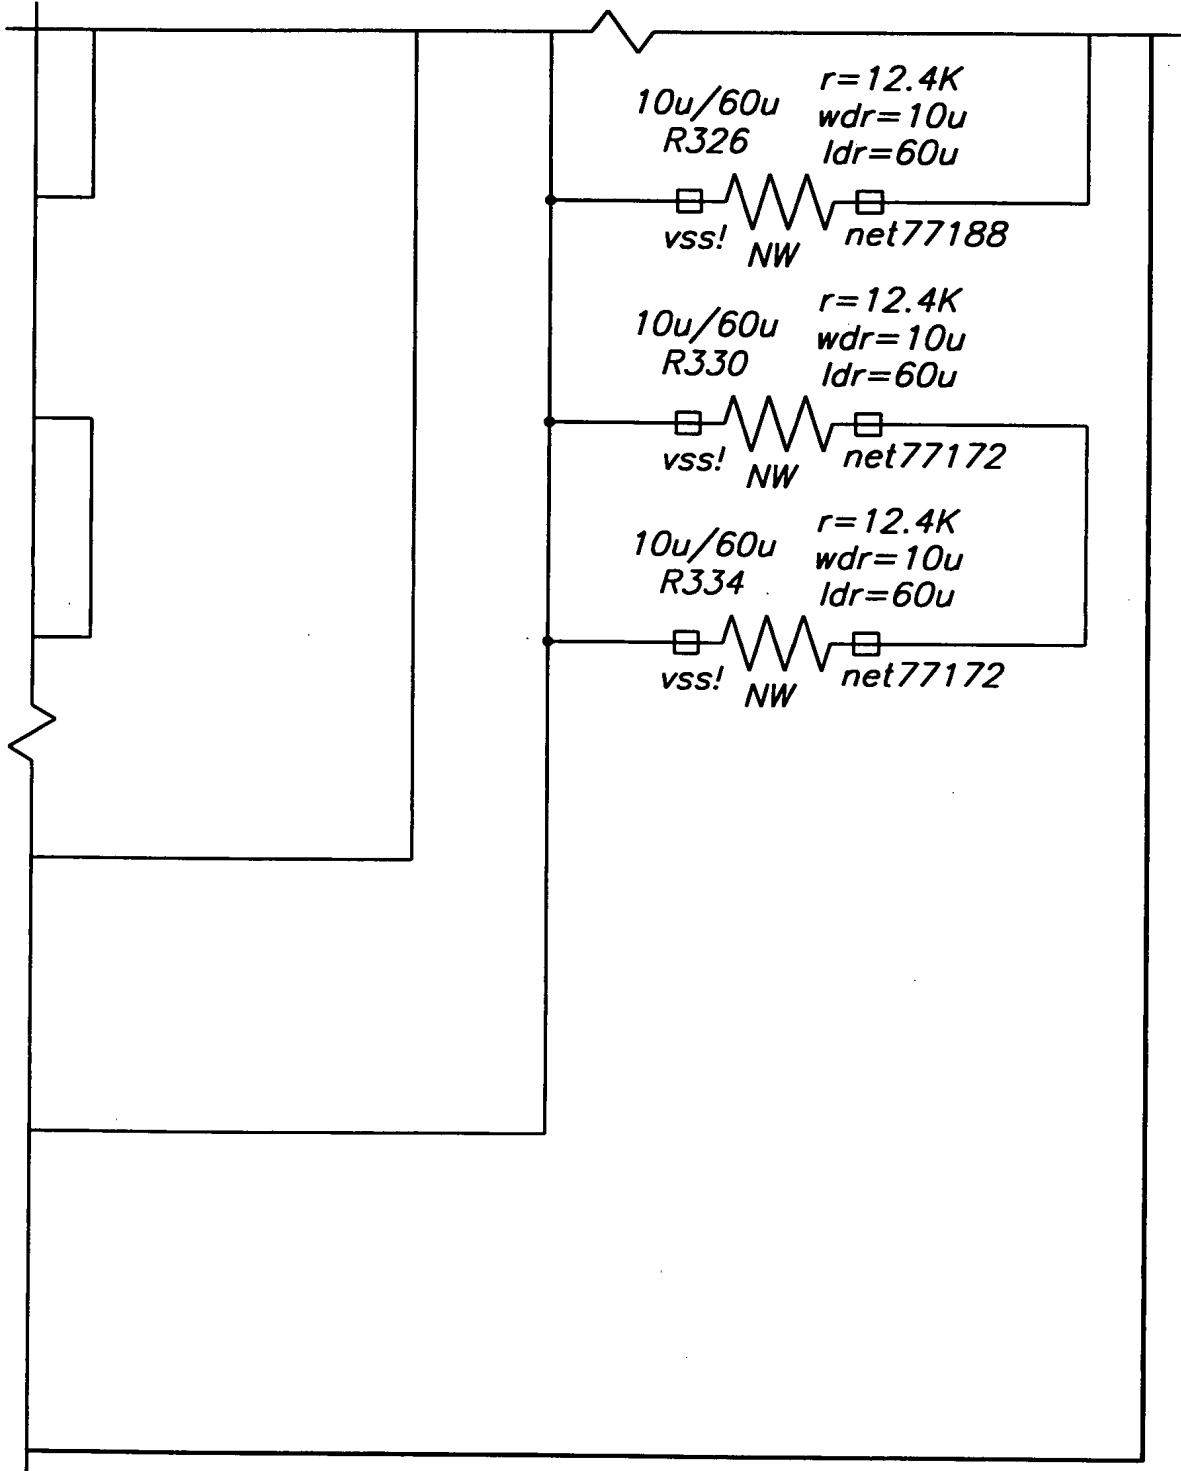 10u/60u
R326
r=12.4K
wdr=10u
ldr=60u
vss!
NW
net77188
10u/60u
R330
r=12.4K
wdr=10u
ldr=60u
vss!
NW
net77172
10u/60u
R334
r=12.4K
wdr=10u
ldr=60u
vss!
NW
net77172